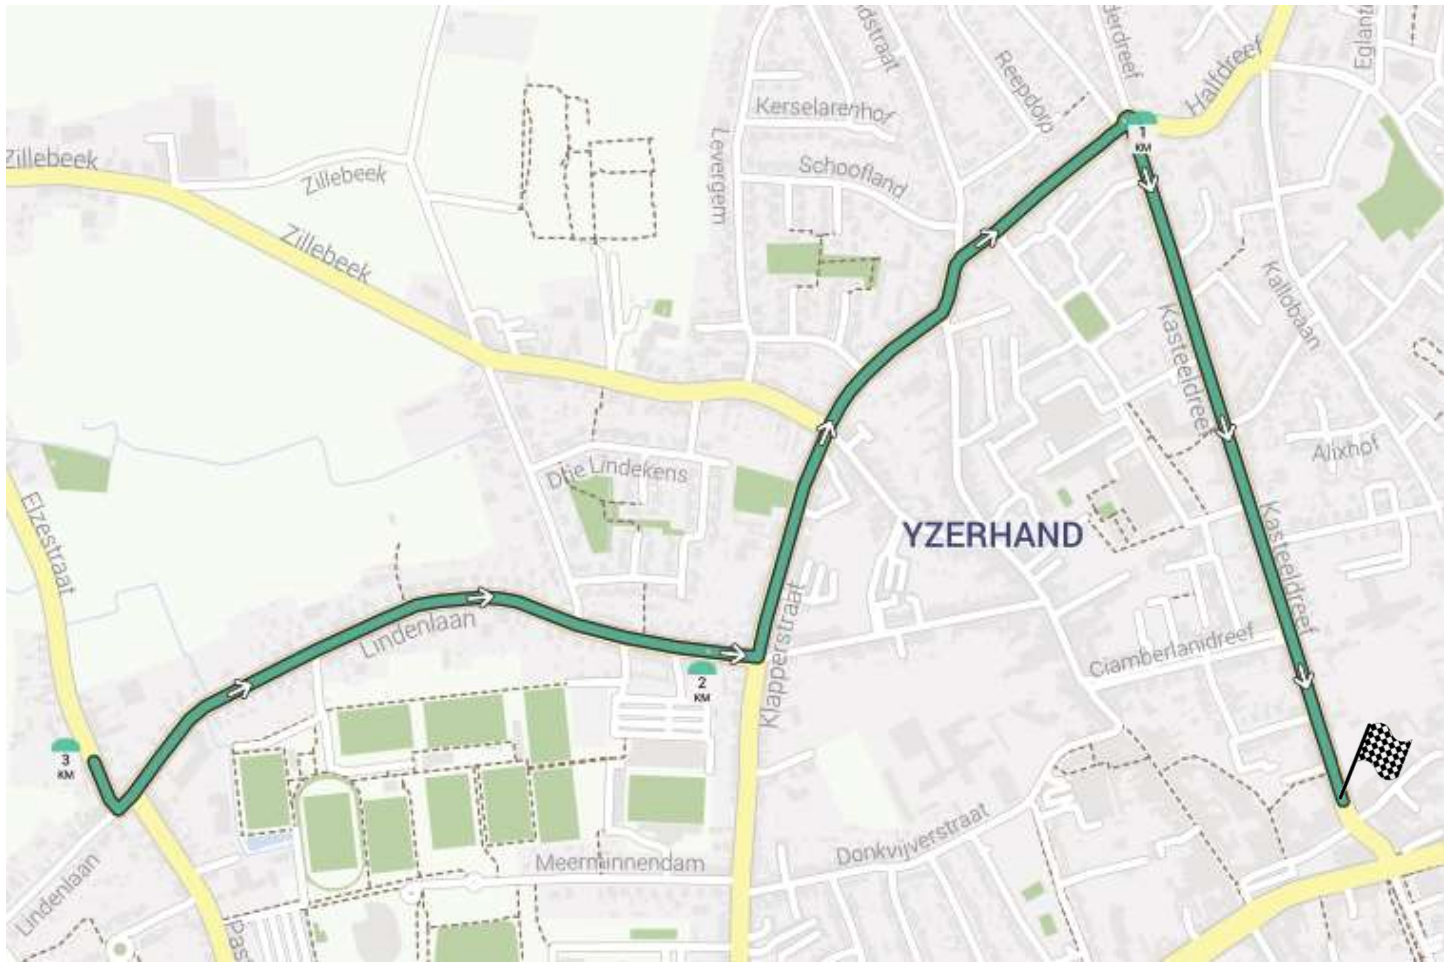 Zillebeek
Zillebeek
Zillebeek
Levergem
Kerselarenhof
Schoofland
Reepdorp
Halfdreef
1
KM
Kallobaan
Kasteeldreef
Alixhof
Drie Lindekens
Elzestraat
YZERHAND
Kasteeldreef
Lindenlaan
Klapperstraat
Ciamberlanidreef
2
KM
3
KM
Donkvijverstraat
Meerminnendam
Lindenlaan